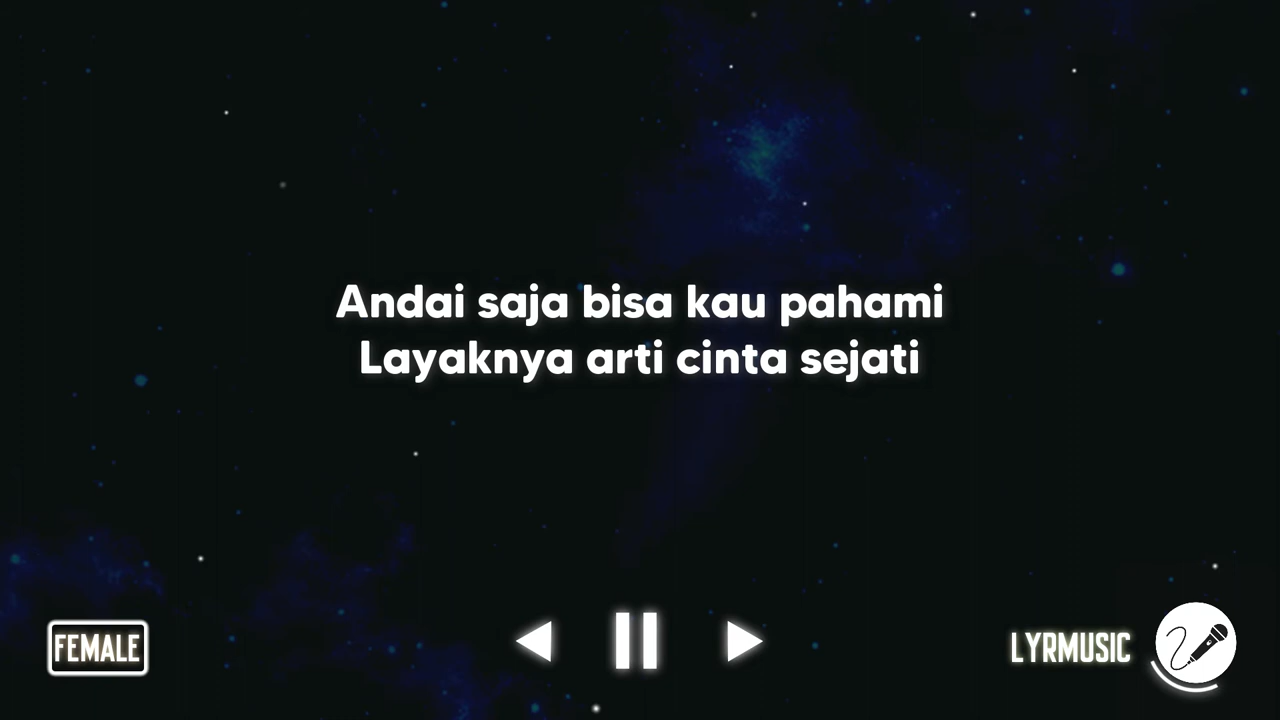 Andai saja bisa kau pahami
Layaknya arti cinta sejati
FEMALE
LYRMUSIC